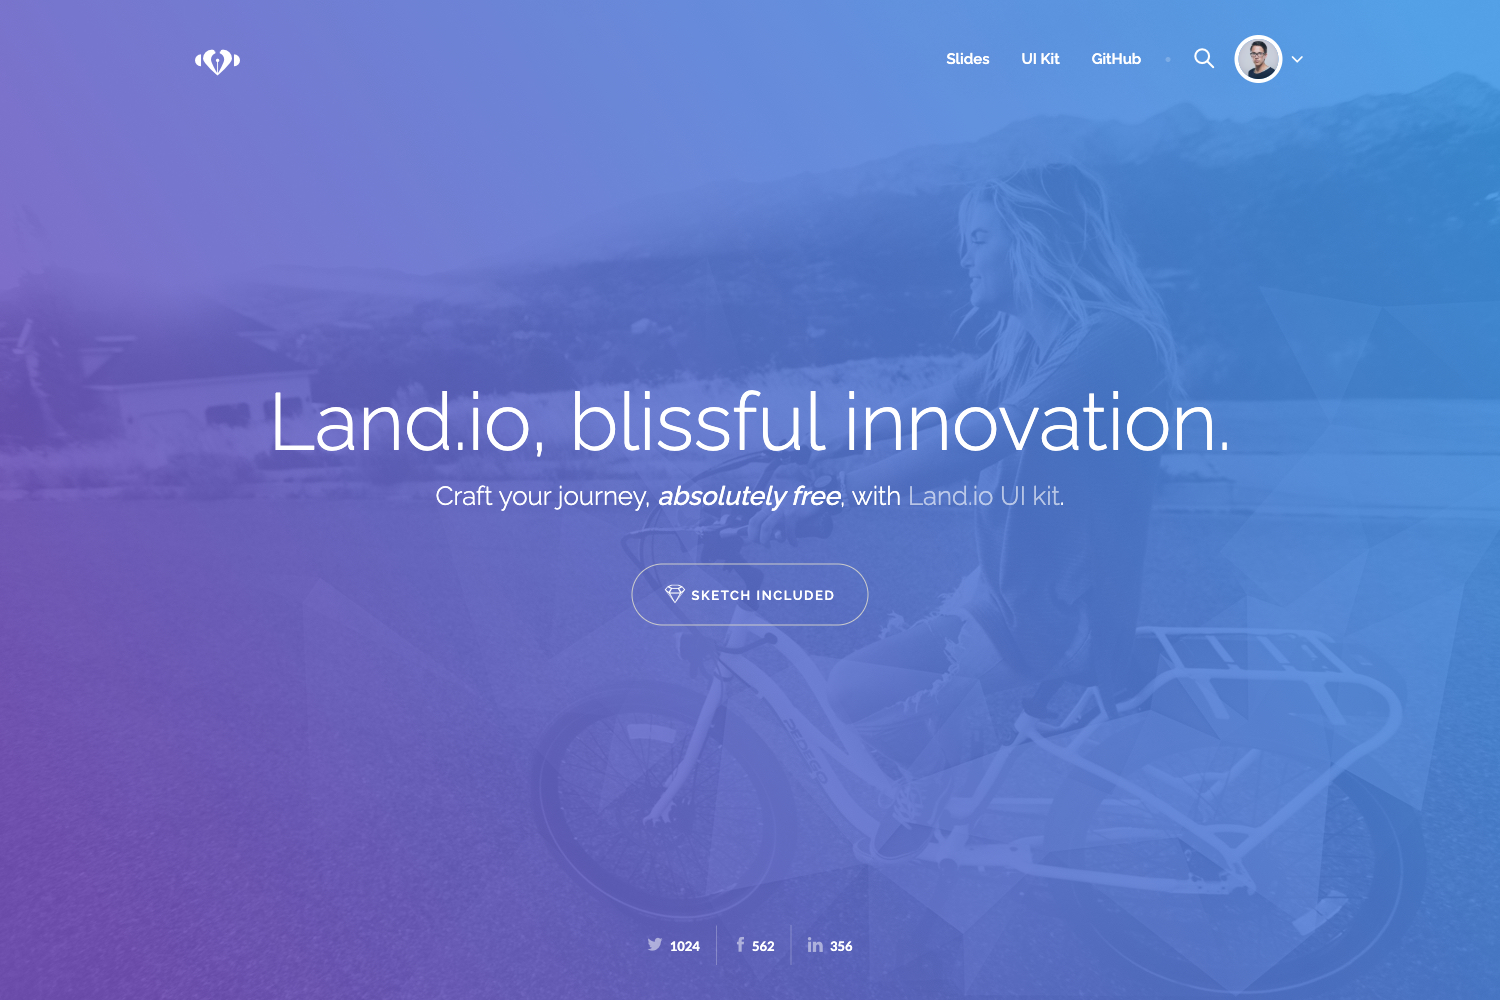 Slides UI Kit GitHub
Land.io, blissful innovation.
Craft your journey, absolutely free, with Land.io UI kit.
SKETCH INCLUDED
1024 562 356